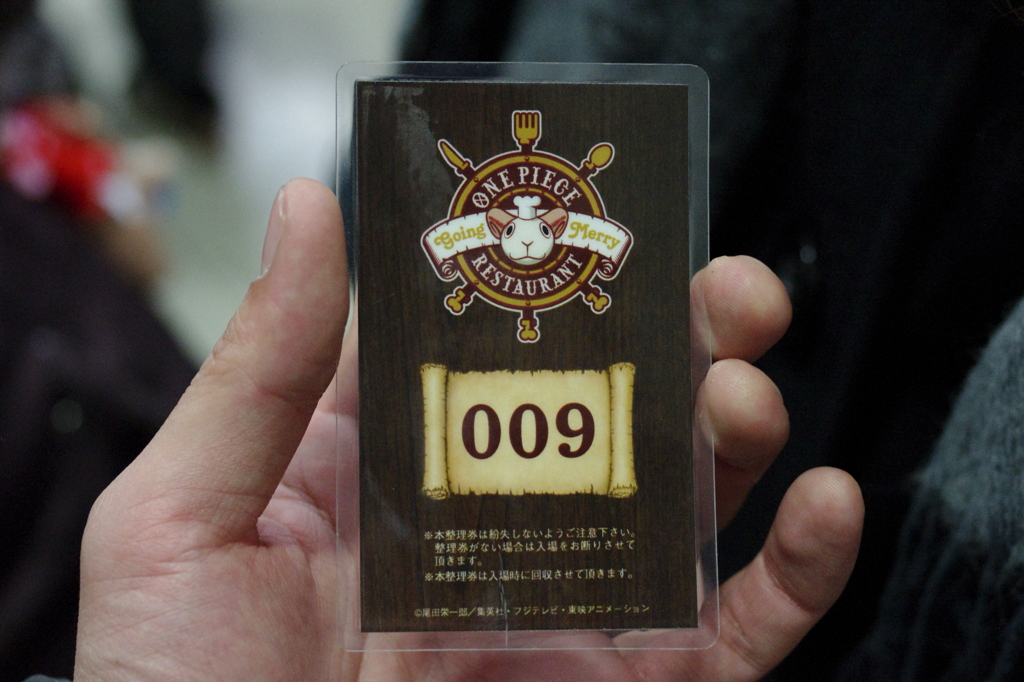 ONE PIECE
Going Merry
RESTAURANT
009
※本整理券は紛失しないようご注意下さい。
整理券がない場合は入場をお断りさせて
頂きます。
※本整理券は入場時に回収させて頂きます。
©尾田栄一郎／集英社・フジテレビ・東映アニメーション